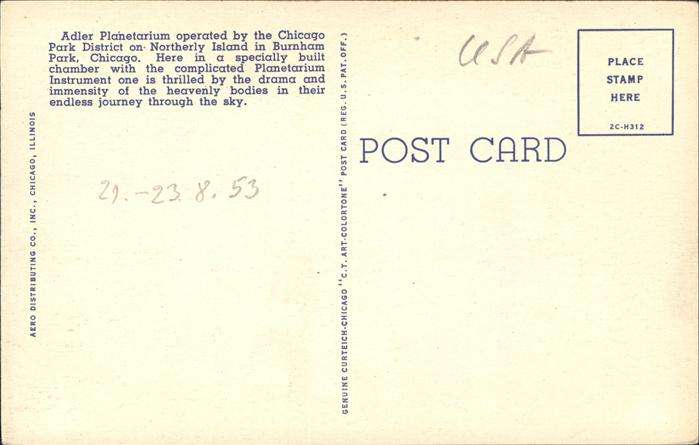 Adler Planetarium operated by the Chicago
Park District on Northerly Island in Burnham
Park, Chicago. Here in a specially built
chamber with the complicated Planetarium
Instrument one is thrilled by the drama and
immensity of the heavenly bodies in their
endless journey through the sky.
AERO DISTRIBUTING CO., INC., CHICAGO, ILLINOIS
21.-23.8.53
GENUINE CURTEICH-CHICAGO "C.T. ART-COLORTONE" POST CARD (REG. U.S. PAT. OFF.)
USA
POST CARD
PLACE
STAMP
HERE
2C-H312